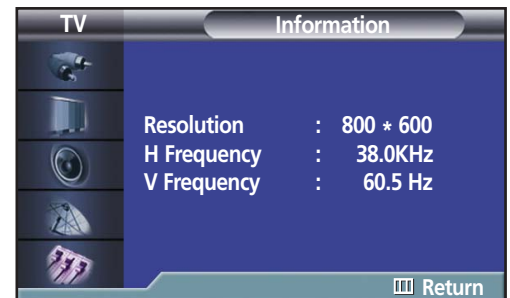 TV Information
Resolution : 800 * 600
H Frequency : 38.0KHz
V Frequency : 60.5 Hz
Return